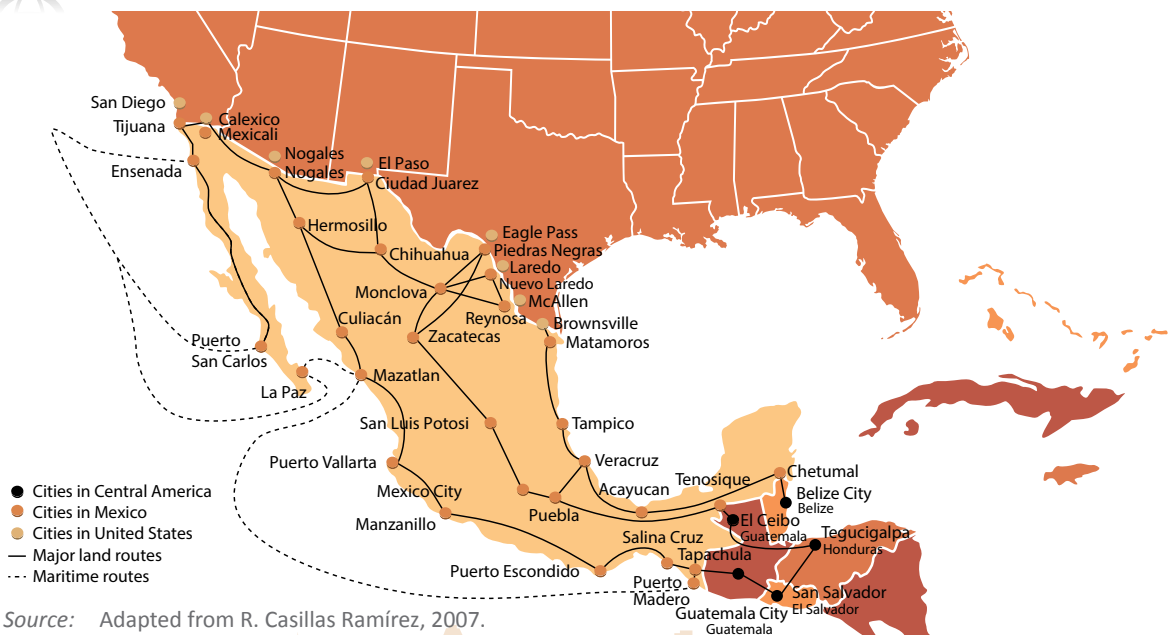 San Diego
Tijuana
Calexico
Mexicali
Ensenada
Nogales
Nogales
El Paso
Ciudad Juarez
Hermosillo
Chihuahua
Eagle Pass
Piedras Negras
Laredo
Nuevo Laredo
McAllen
Monclova
Reynosa
Brownsville
Matamoros
Culiacán
Zacatecas
Puerto
San Carlos
La Paz
Mazatlan
San Luis Potosi
Tampico
Puerto Vallarta
Veracruz
Mexico City
Acayucan
Tenosique
Chetumal
Belize City
Belize
Manzanillo
Puebla
El Ceibo
Guatemala
Tegucigalpa
Honduras
Salina Cruz
Tapachula
Puerto Escondido
Puerto
Madero
San Salvador
El Salvador
Guatemala City
Guatemala
Cities in Central America
Cities in Mexico
Cities in United States
Major land routes
Maritime routes
Source: Adapted from R. Casillas Ramírez, 2007.